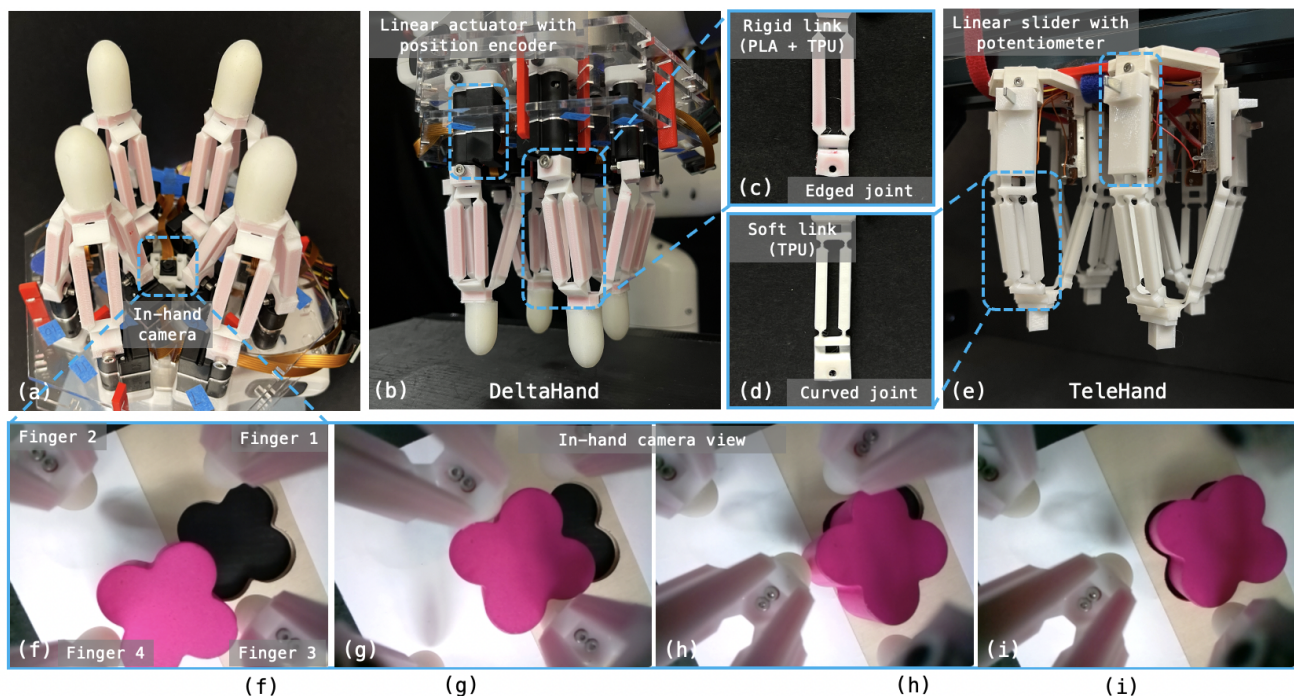 In-hand
camera
(a)
Linear actuator with
position encoder
(b)
DeltaHand
Rigid link
(PLA + TPU)
(c)
Edged joint
Soft link
(TPU)
(d)
Curved joint
Linear slider with
potentiometer
(e)
TeleHand
Finger 2
Finger 1
In-hand camera view
(f)
Finger 4
Finger 3
(g)
(h)
(i)
(f)
(g)
(h)
(i)